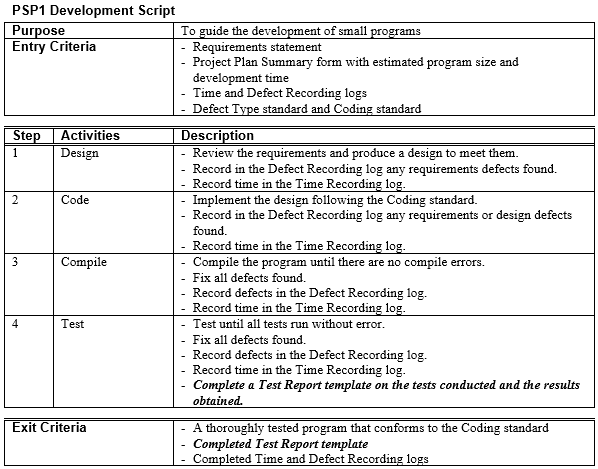 PSP1 Development Script
Purpose To guide the development of small programs
Entry Criteria - Requirements statement
- Project Plan Summary form with estimated program size and
development time
- Time and Defect Recording logs
- Defect Type standard and Coding standard
Step Activities Description
1 Design - Review the requirements and produce a design to meet them.
- Record in the Defect Recording log any requirements defects found.
- Record time in the Time Recording log.
2 Code - Implement the design following the Coding standard.
- Record in the Defect Recording log any requirements or design defects
found.
- Record time in the Time Recording log.
3 Compile - Compile the program until there are no compile errors.
- Fix all defects found.
- Record defects in the Defect Recording log.
- Record time in the Time Recording log.
4 Test - Test until all tests run without error.
- Fix all defects found.
- Record defects in the Defect Recording log.
- Record time in the Time Recording log.
- Complete a Test Report template on the tests conducted and the results
obtained.
Exit Criteria - A thoroughly tested program that conforms to the Coding standard
- Completed Test Report template
- Completed Time and Defect Recording logs